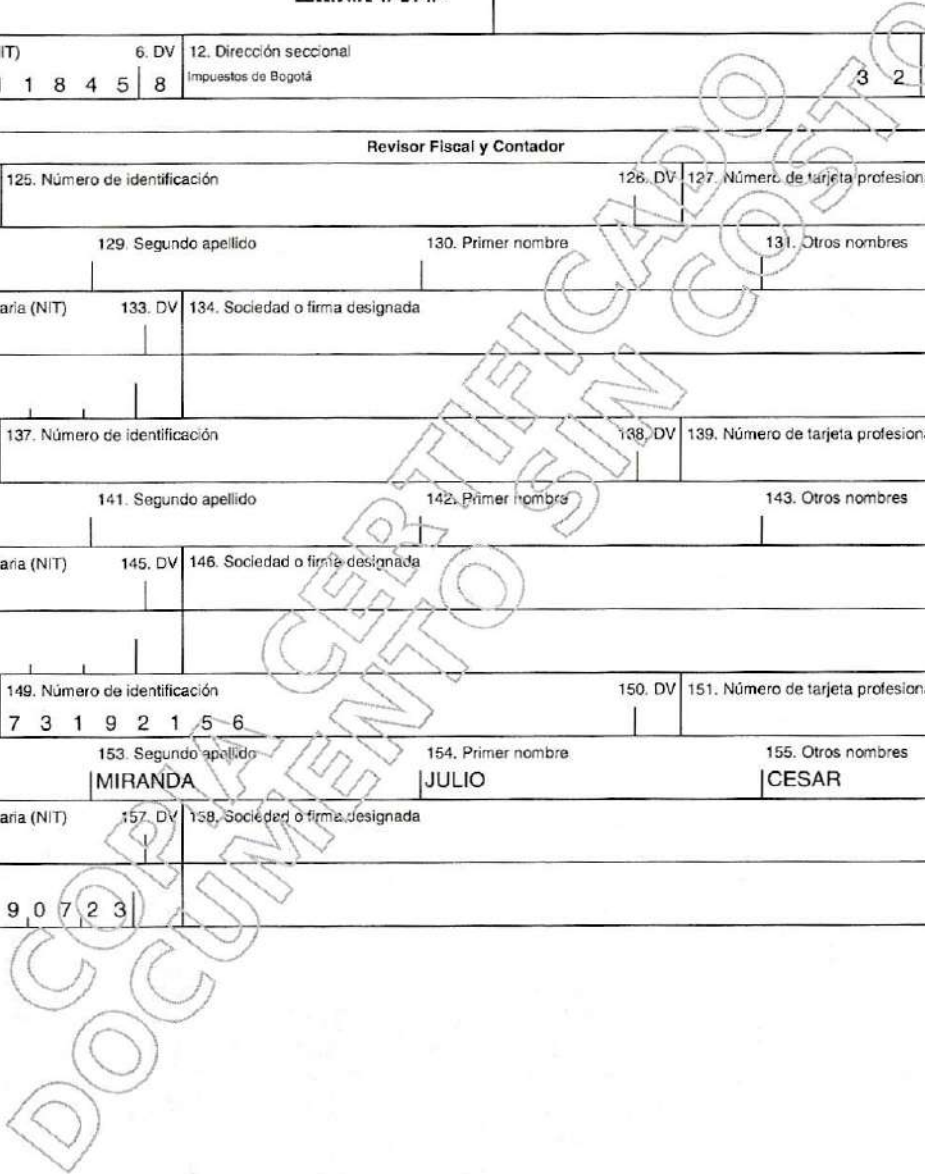 IT) 6. DV 12. Dirección seccional
1 8 4 5 8 Impuestos de Bogotá 3 2
Revisor Fiscal y Contador
125. Número de identificación 126. DV 127. Número de tarjeta profesion
129. Segundo apellido 130. Primer nombre 131. Otros nombres
aria (NIT) 133. DV 134. Sociedad o firma designada
137. Número de identificación 138. DV 139. Número de tarjeta profesion
141. Segundo apellido 142. Primer nombre 143. Otros nombres
aria (NIT) 145. DV 146. Sociedad o firma designada
149. Número de identificación 150. DV 151. Número de tarjeta profesion
7 3 1 9 2 1 5 6
153. Segundo apellido 154. Primer nombre 155. Otros nombres
MIRANDA JULIO CESAR
aria (NIT) 157. DV 158. Sociedad o firma designada
9 0 7 2 3
COPIA CERTIFICADO
DOCUMENTO SIN COSTO